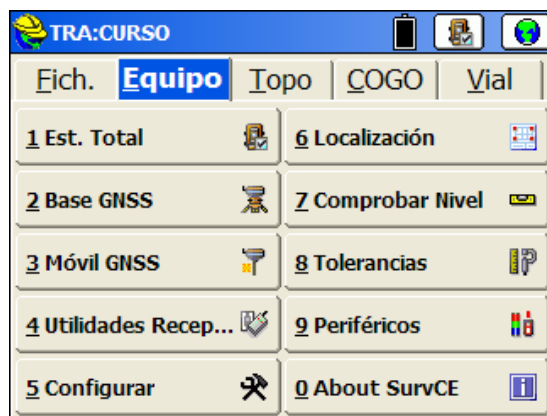 TRA:CURSO
Fich. Equipo Topo COGO Vial
1 Est. Total
6 Localización
2 Base GNSS
7 Comprobar Nivel
3 Móvil GNSS
8 Tolerancias
4 Utilidades Recep...
9 Periféricos
5 Configurar
0 About SurvCE